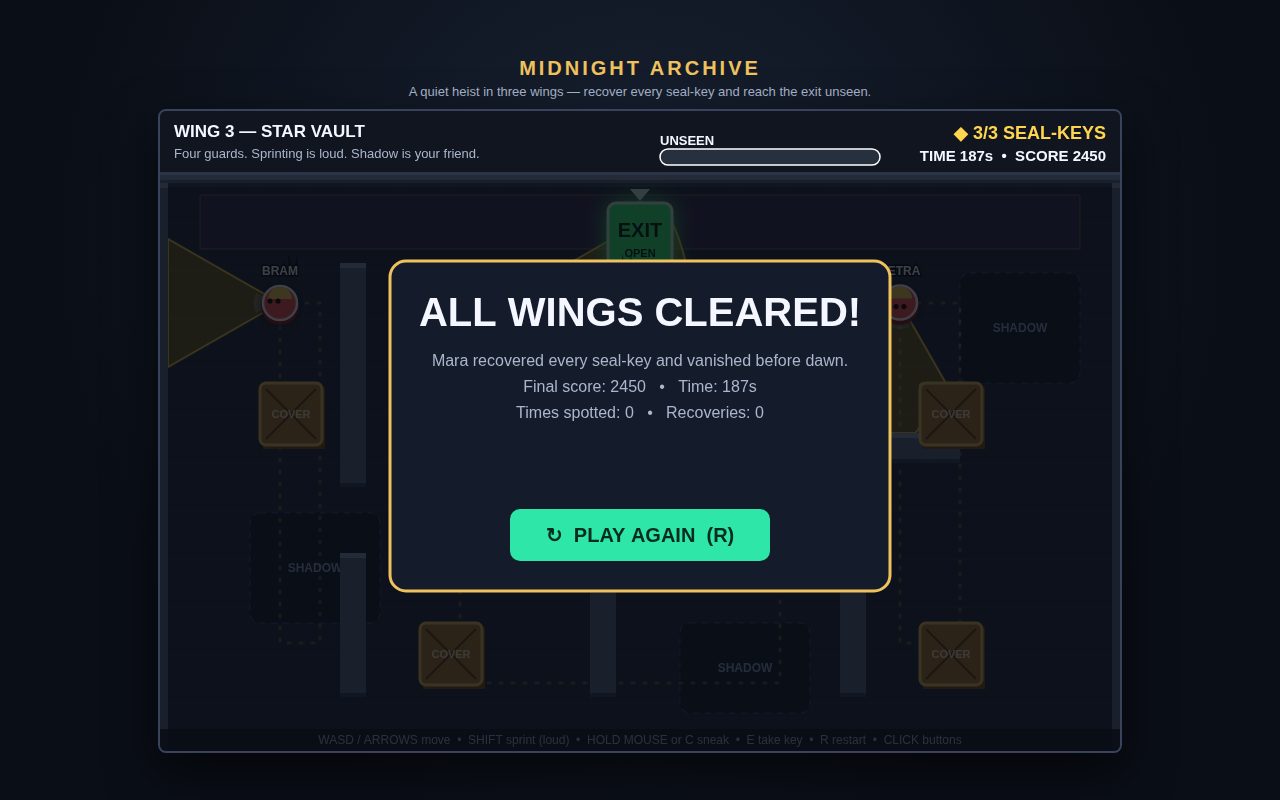 MIDNIGHT ARCHIVE
A quiet heist in three wings — recover every seal-key and reach the exit unseen.
WING 3 — STAR VAULT
Four guards. Sprinting is loud. Shadow is your friend.
UNSEEN
◆ 3/3 SEAL-KEYS
TIME 187s • SCORE 2450
EXIT
OPEN
BRAM
ETRA
SHADOW
ALL WINGS CLEARED!
Mara recovered every seal-key and vanished before dawn.
Final score: 2450 • Time: 187s
Times spotted: 0 • Recoveries: 0
COVER
COVER
↻ PLAY AGAIN (R)
SHADOW
COVER
SHADOW
COVER
WASD / ARROWS move • SHIFT sprint (loud) • HOLD MOUSE or C sneak • E take key • R restart • CLICK buttons